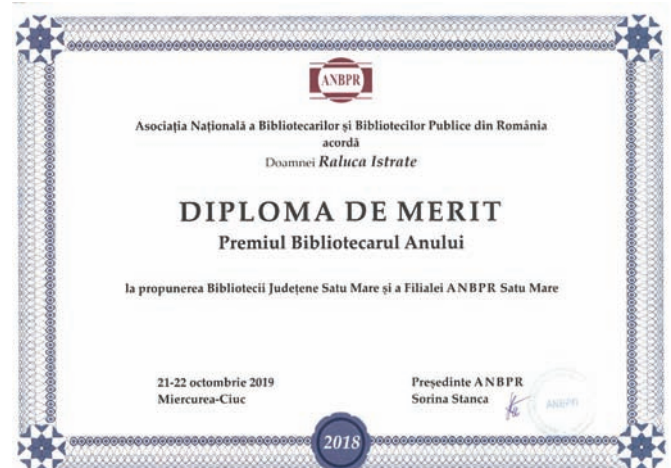 ANBPR
Asociația Națională a Bibliotecarilor și Bibliotecilor Publice din România
acordă
Doamnei Raluca Istrate
DIPLOMA DE MERIT
Premiul Bibliotecarul Anului
la propunerea Bibliotecii Județene Satu Mare și a Filialei ANBPR Satu Mare
21-22 octombrie 2019
Miercurea-Ciuc
Președinte ANBPR
Sorina Stanca
ANBPR
2018